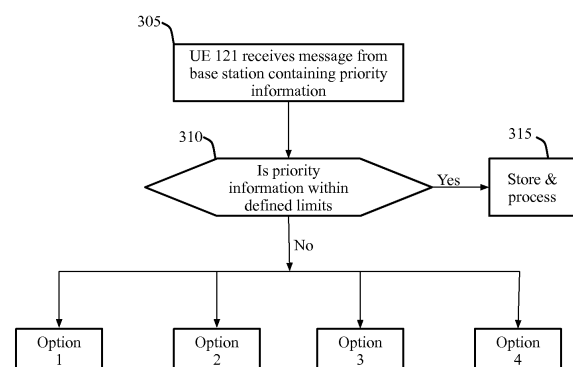 305
UE 121 receives message from
base station containing priority
information
310
Is priority
information within
defined limits
Yes
315
Store &
process
No
Option
1
Option
2
Option
3
Option
4